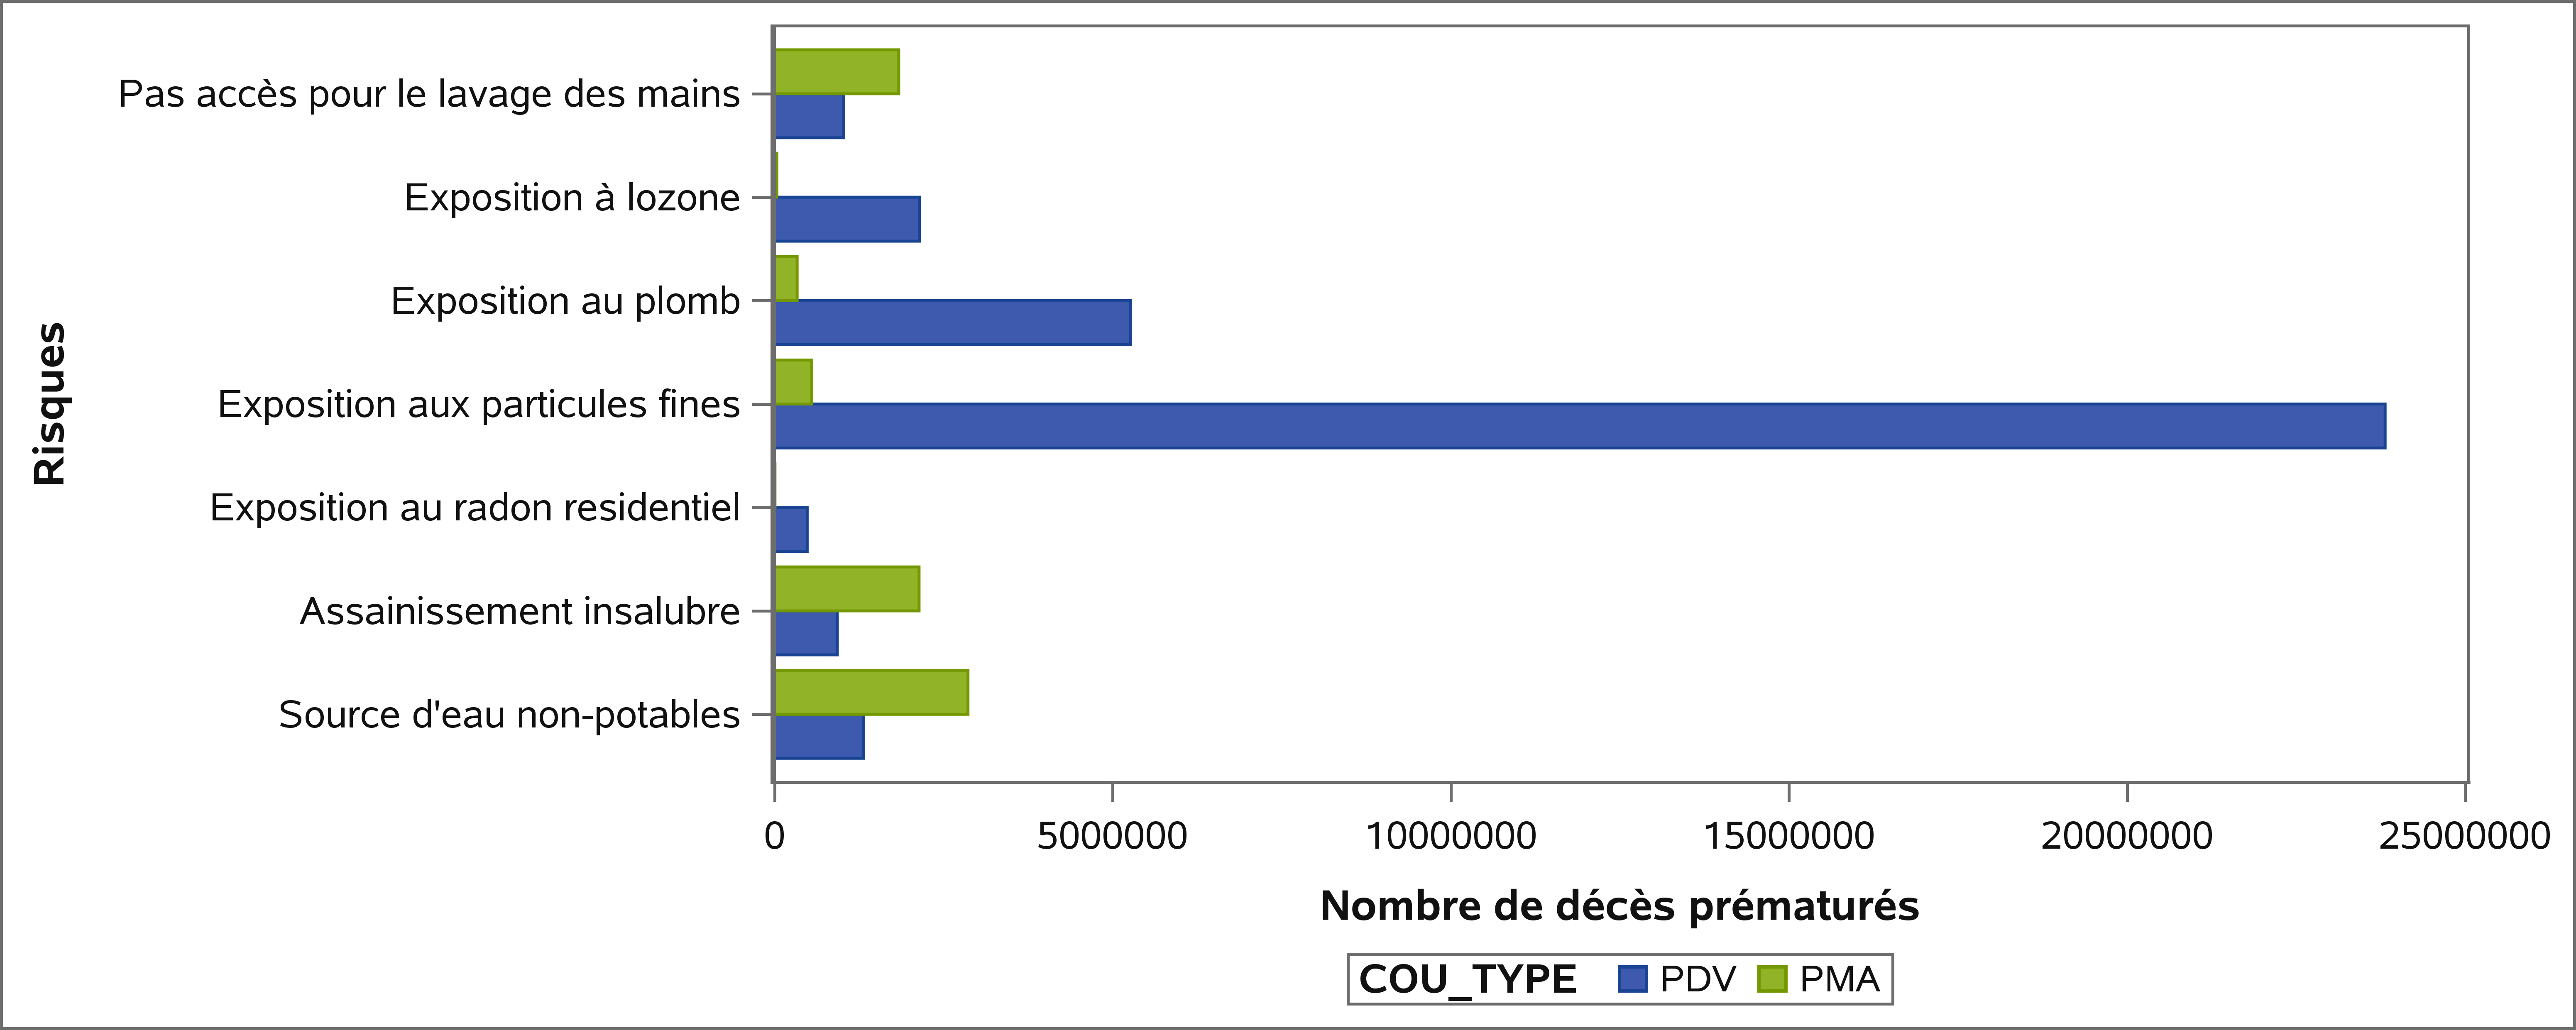 Risques
Pas accès pour le lavage des mains
Exposition à lozone
Exposition au plomb
Exposition aux particules fines
Exposition au radon residentiel
Assainissement insalubre
Source d'eau non-potables
0 5000000 10000000 15000000 20000000 25000000
Nombre de décès prématurés
COU_TYPE PDV PMA